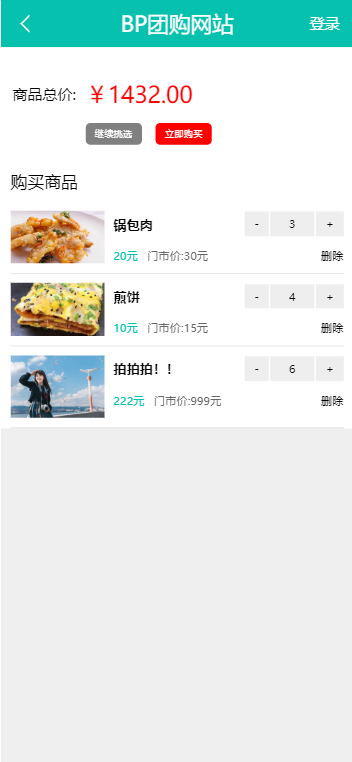 BP团购网站 登录
商品总价: ￥1432.00
继续挑选 立即购买
购买商品
锅包肉 - 3 +
20元 门市价:30元 删除
煎饼 - 4 +
10元 门市价:15元 删除
拍拍拍！！ - 6 +
222元 门市价:999元 删除